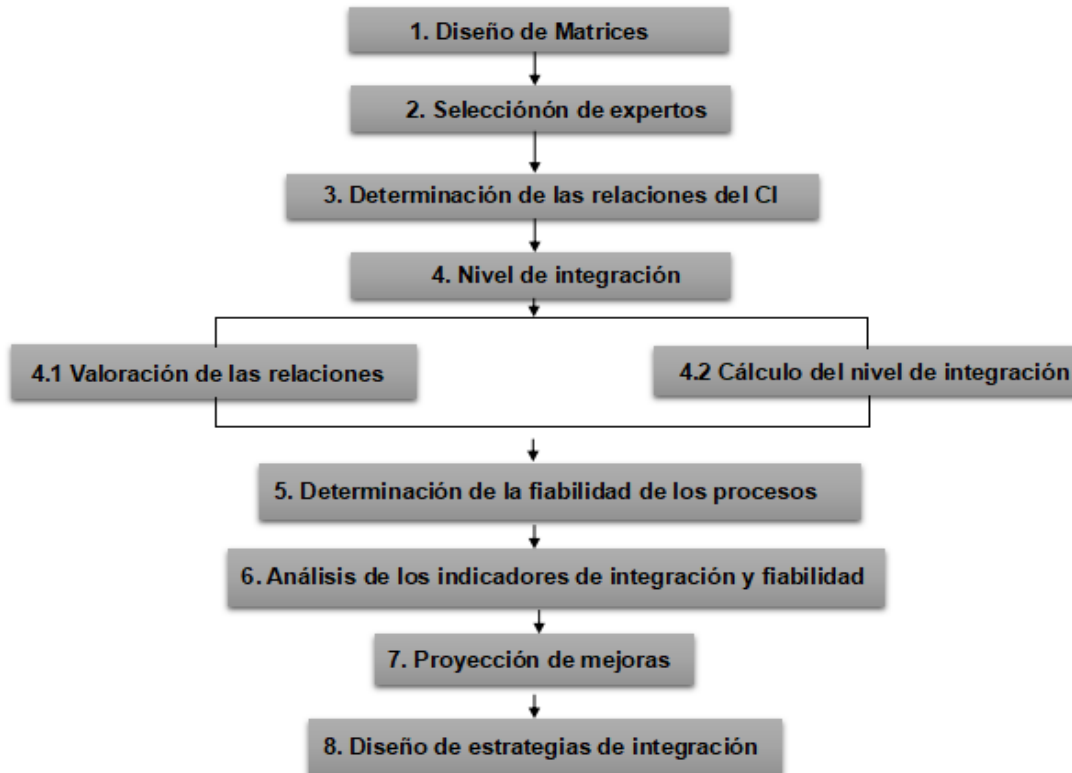 1. Diseño de Matrices
2. Selecciónón de expertos
3. Determinación de las relaciones del CI
4. Nivel de integración
4.1 Valoración de las relaciones
4.2 Cálculo del nivel de integración
5. Determinación de la fiabilidad de los procesos
6. Análisis de los indicadores de integración y fiabilidad
7. Proyección de mejoras
8. Diseño de estrategias de integración